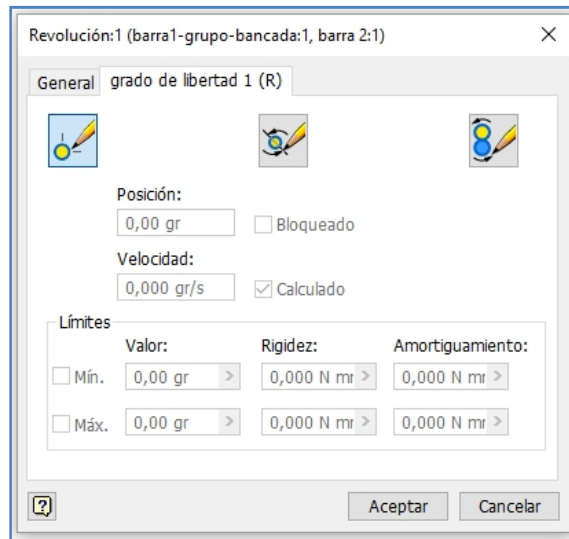 Revolución:1 (barra1-grupo-bancada:1, barra 2:1)
General grado de libertad 1 (R)
Posición:
0,00 gr Bloqueado
Velocidad:
0,000 gr/s Calculado
Límites
Valor: Rigidez: Amortiguamiento:
Mín. 0,00 gr > 0,000 N mr > 0,000 N mr >
Máx. 0,00 gr > 0,000 N mr > 0,000 N mr >
? Aceptar Cancelar